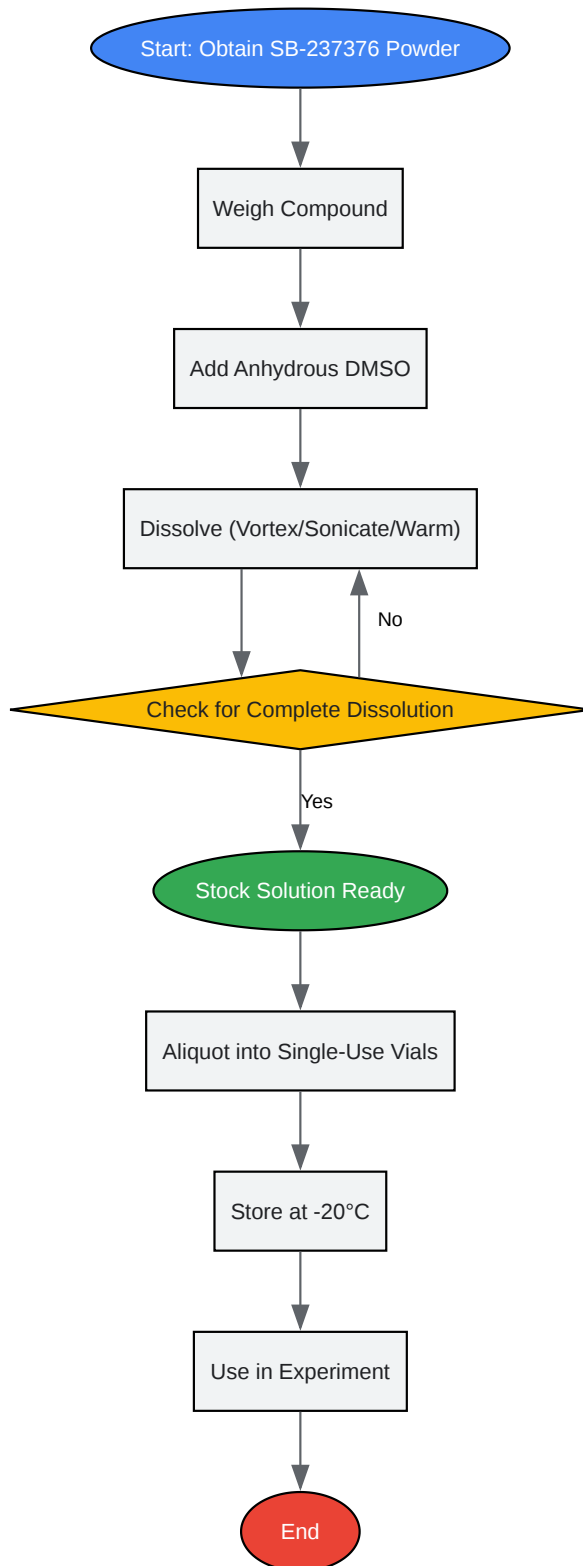 Start: Obtain SB-237376 Powder
Weigh Compound
Add Anhydrous DMSO
Dissolve (Vortex/Sonicate/Warm)
No
Check for Complete Dissolution
Yes
Stock Solution Ready
Aliquot into Single-Use Vials
Store at -20°C
Use in Experiment
End